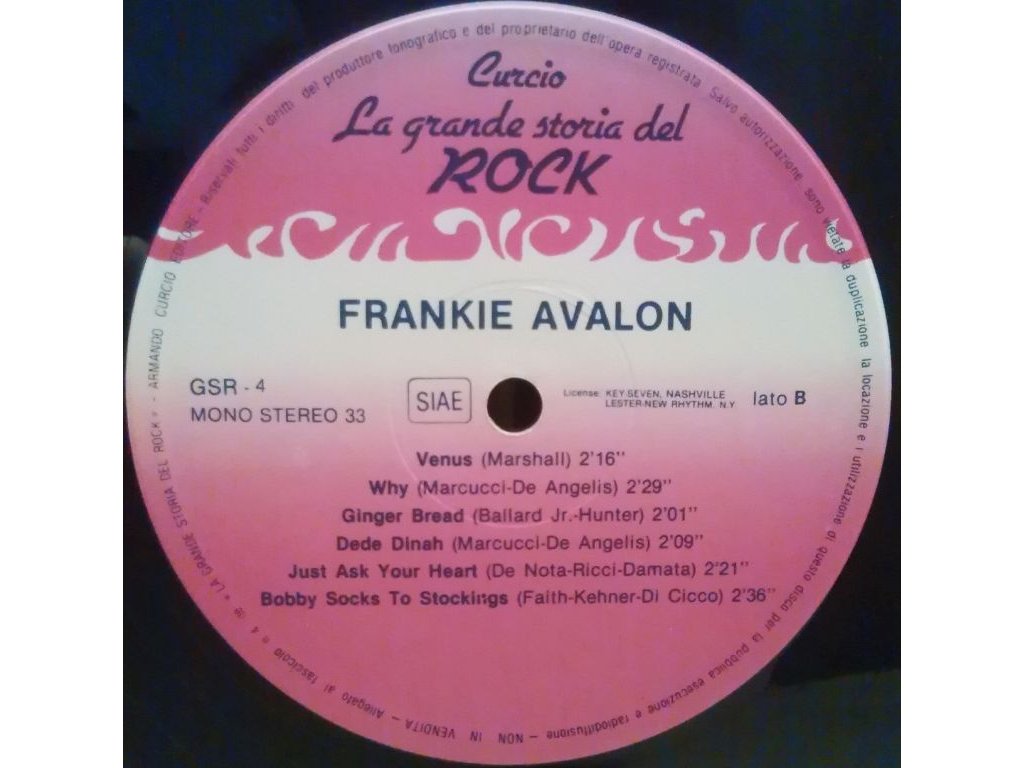 Curcio
La grande storia del
ROCK
FRANKIE AVALON
GSR - 4
MONO STEREO 33
SIAE
License: KEY-SEVEN, NASHVILLE
LESTER-NEW RHYTHM, N.Y.
lato B
Venus (Marshall) 2'16"
Why (Marcucci-De Angelis) 2'29"
Ginger Bread (Ballard Jr.-Hunter) 2'01"
Dede Dinah (Marcucci-De Angelis) 2'09"
Just Ask Your Heart (De Nota-Ricci-Damata) 2'21"
Bobby Socks To Stockings (Faith-Kehner-Di Cicco) 2'36"
ARMANDO CURCIO EDITORE - Riservati tutti i diritti del produttore fonografico e del proprietario dell'opera registrata. Salvo autorizzazione, sono vietate la duplicazione, la locazione e l'utilizzazione di questo disco per la pubblica esecuzione e radiodiffusione - NON IN VENDITA - Allegato al fascicolo n. 4 de «LA GRANDE STORIA DEL ROCK» -